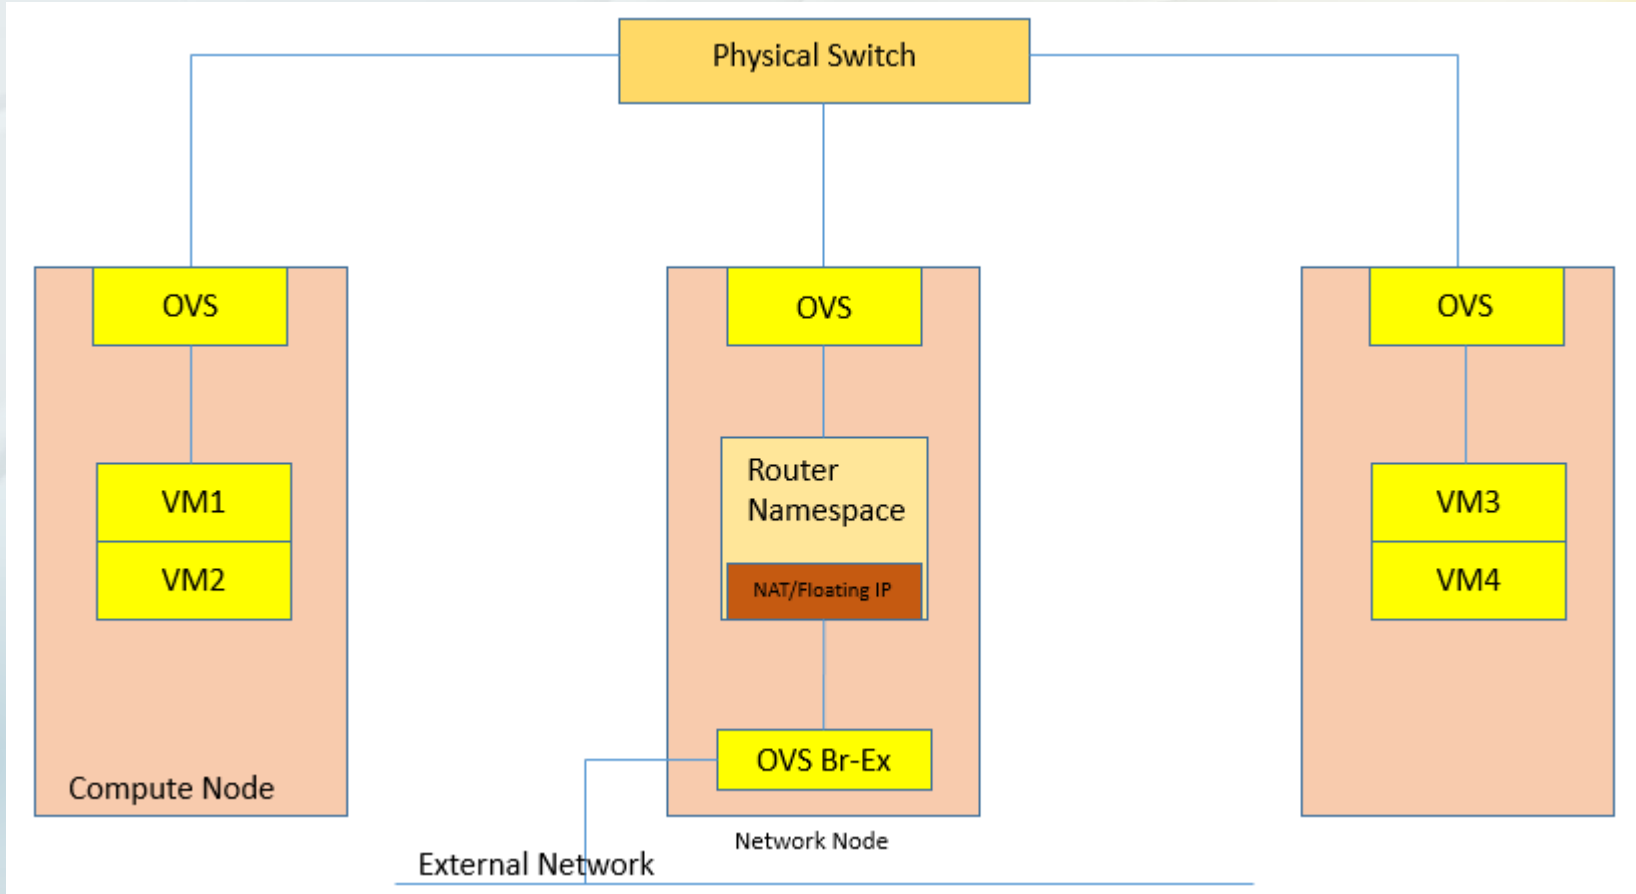 Physical Switch
OVS
OVS
OVS
Router
Namespace
NAT/Floating IP
VM1
VM2
VM3
VM4
OVS Br-Ex
Compute Node
Network Node
External Network